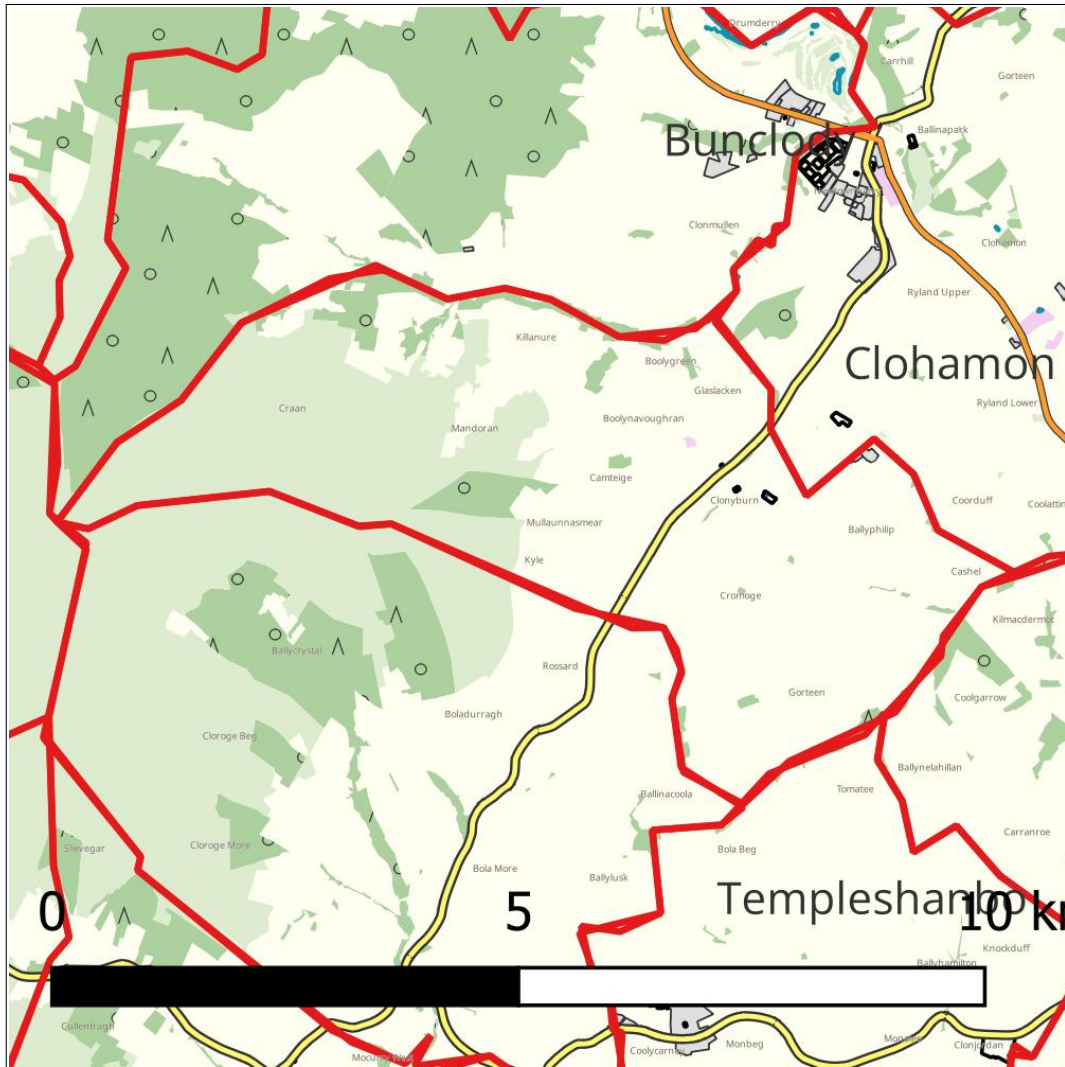 Drumderry
Carrhill
Gorteen
Ballinapark
Bunclody
Clonmullen
Clohamon
Ryland Upper
Killanure
Boolygreen
Clohamon
Glaslacken
Ryland Lower
Craan
Boolynavoughran
Mandoran
Camteige
Clonyburn
Coorduff
Mullaunnasmear
Ballyphilip
Kyle
Cashel
Cromoge
Kilmacdermot
Ballycrystal
Rossard
Gorteen
Coolgarrow
Boladurragh
Cloroge Beg
Ballynelahillan
Ballinacoola
Tomatee
Carranroe
Cloroge More
Slievegar
Bola Beg
Bola More
Ballylusk
Templeshanbo
0 5 10 km
Knockduff
Ballyhamilton
Cullentragh
Monbeg
Clonjordan